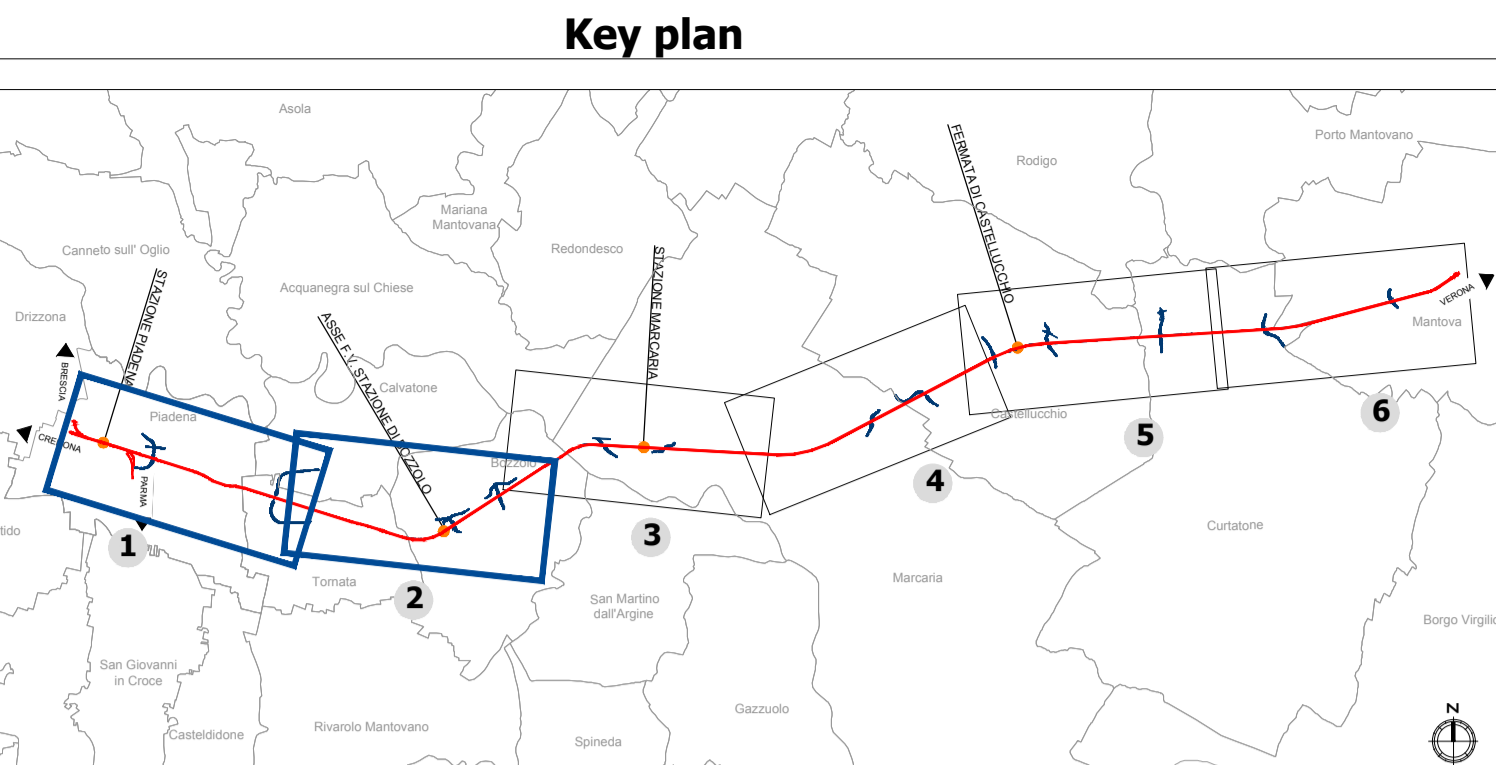 Key plan
Asola
Porto Mantovano
Rodigo
FERMATA DI CASTELLUCCHIO
Mariana
Mantovana
Canneto sull' Oglio
Redondesco
STAZIONE MARCARIA
STAZIONE PIADENA
Acquanegra sul Chiese
Drizzona
ASSE F.V. STAZIONE DI BOZZOLO
VERONA
Mantova
BRESCIA
Calvatone
Piadena
Castellucchio
CREMONA
Bozzolo
PARMA
1
2
3
4
5
6
tido
Tornata
Curtatone
Marcaria
San Martino
dall'Argine
Borgo Virgilio
San Giovanni
in Croce
Casteldidone
Rivarolo Mantovano
Gazzuolo
Spineda
N